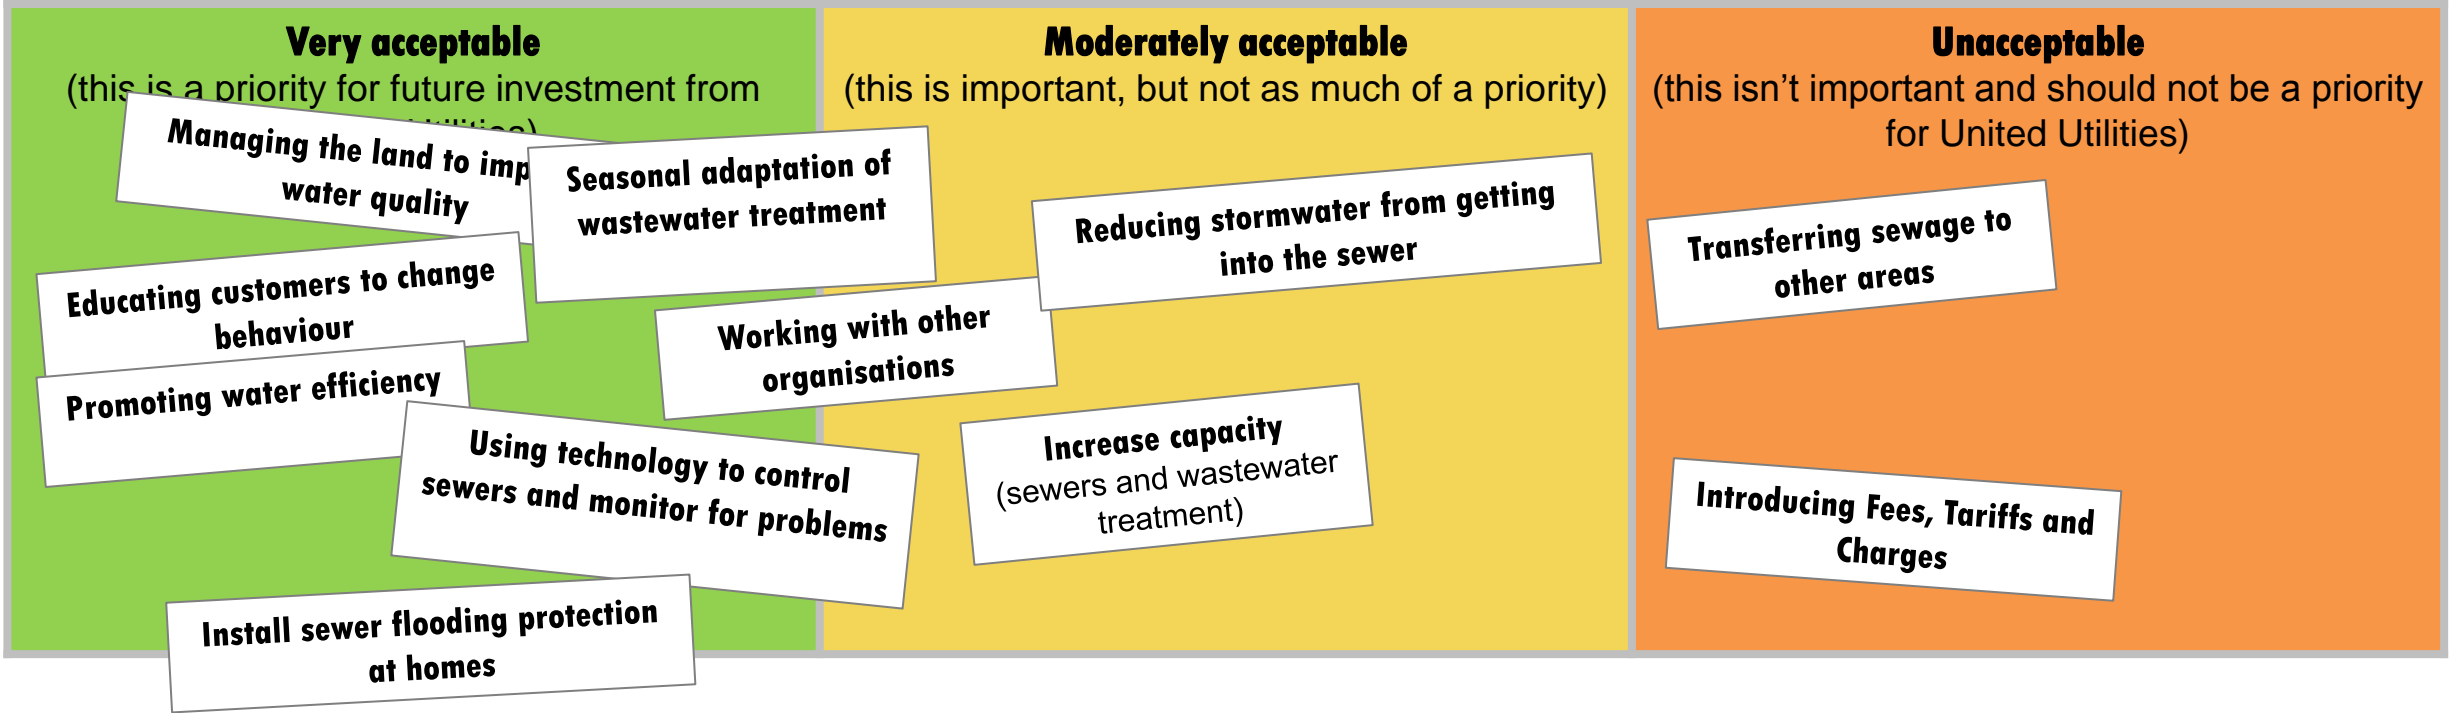 Very acceptable
(this is a priority for future investment from
Utilities)
Managing the land to imp
water quality
Seasonal adaptation of
wastewater treatment
Educating customers to change
behaviour
Promoting water efficiency
Using technology to control
sewers and monitor for problems
Install sewer flooding protection
at homes
Working with other
organisations
Moderately acceptable
(this is important, but not as much of a priority)
Reducing stormwater from getting
into the sewer
Increase capacity
(sewers and wastewater
treatment)
Unacceptable
(this isn't important and should not be a priority
for United Utilities)
Transferring sewage to
other areas
Introducing Fees, Tariffs and
Charges